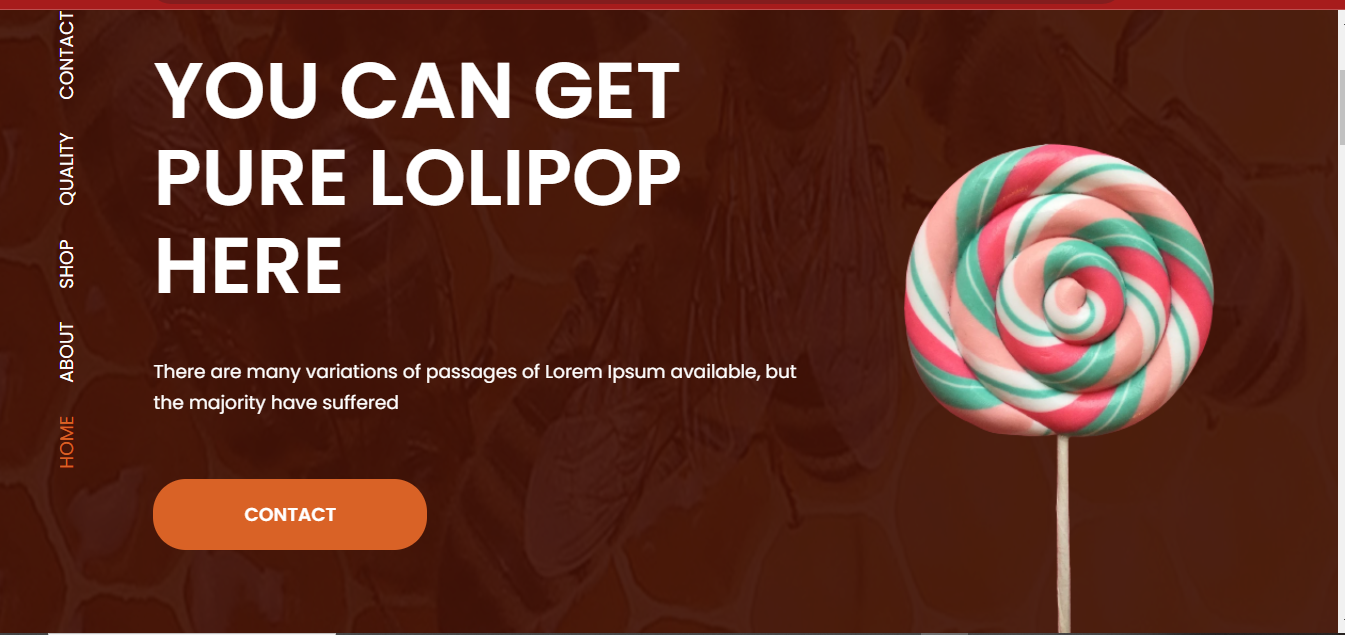 CONTACT
QUALITY
SHOP
ABOUT
HOME
YOU CAN GET
PURE LOLIPOP
HERE
There are many variations of passages of Lorem Ipsum available, but
the majority have suffered
CONTACT